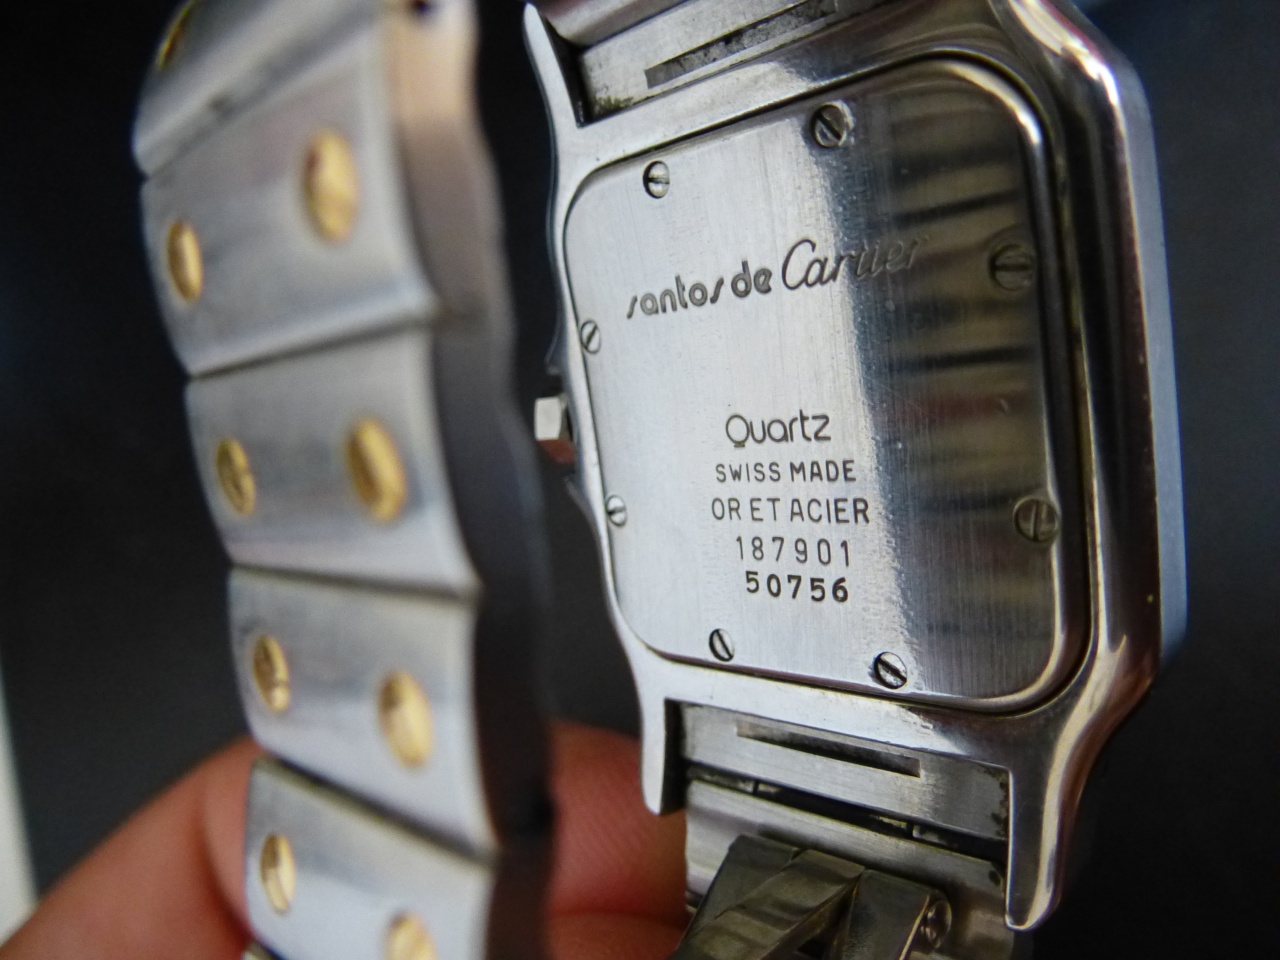 santos de Cartier
Quartz
SWISS MADE
OR ET ACIER
187901
50756